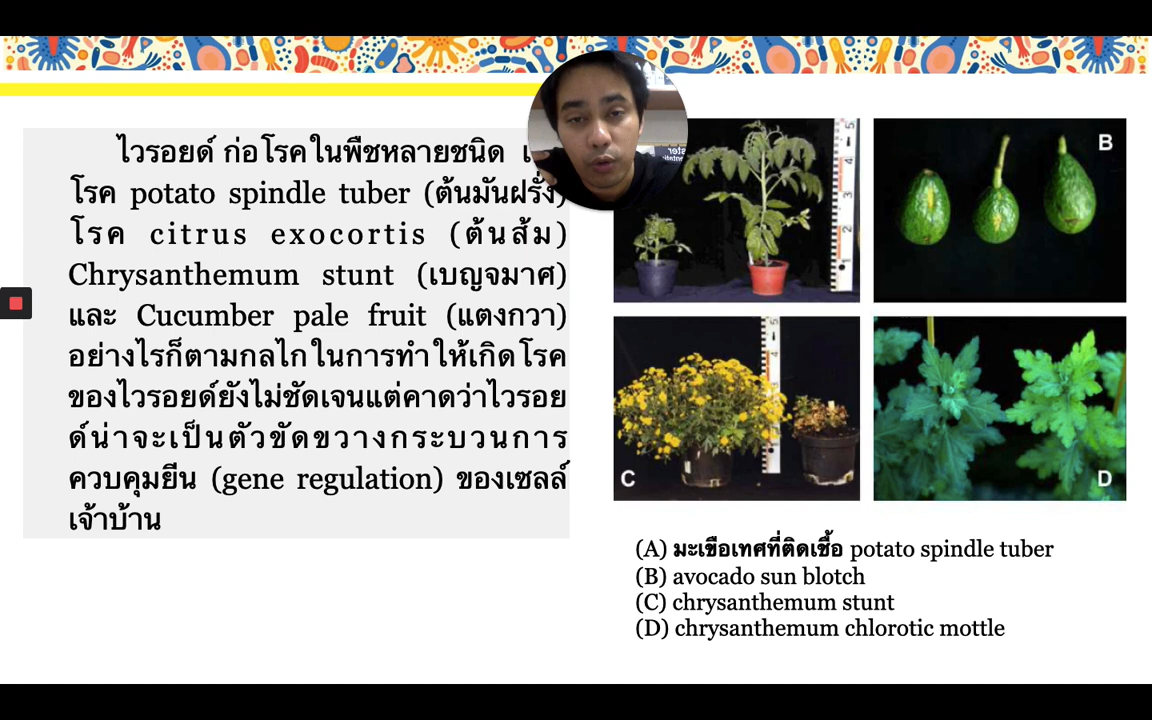 ไวรอยด์ ก่อโรคในพืชหลายชนิด
โรค potato spindle tuber (ต้นมันฝรั่ง)
โรค citrus exocortis (ต้นส้ม)
Chrysanthemum stunt (เบญจมาศ)
และ Cucumber pale fruit (แตงกวา)
อย่างไรก็ตามกลไกในการทำให้เกิดโรค
ของไวรอยด์ยังไม่ชัดเจนแต่คาดว่าไวรอย
ด์น่าจะเป็นตัวขัดขวางกระบวนการ
ควบคุมยีน (gene regulation) ของเซลล์
เจ้าบ้าน
B
C
D
(A) มะเขือเทศที่ติดเชื้อ potato spindle tuber
(B) avocado sun blotch
(C) chrysanthemum stunt
(D) chrysanthemum chlorotic mottle